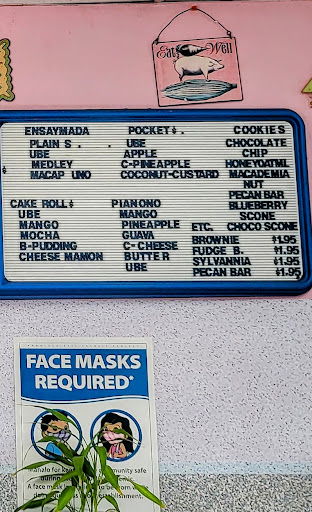 Eat Well
ENSAYMADA
PLAIN S . .
UBE
MEDLEY
MACAP UNO
POCKET$.
UBE
APPLE
C-PINEAPPLE
COCONUT-CUSTARD
COOKIES
CHOCOLATE
CHIP
HONEYOATML
MACADEMIA
NUT
PECAN BAR
BLUEBERRY
SCONE
CHOCO SCONE
CAKE ROLL$
UBE
MANGO
MOCHA
B-PUDDING
CHEESE MAMON
PIANONO
MANGO
PINEAPPLE
GUAVA
C-CHEESE
BUTTER
UBE
ETC.
BROWNIE $1.95
FUDGE B. $1.95
SYLVANNIA $1.95
PECAN BAR $1.95
FACE MASKS
REQUIRED*